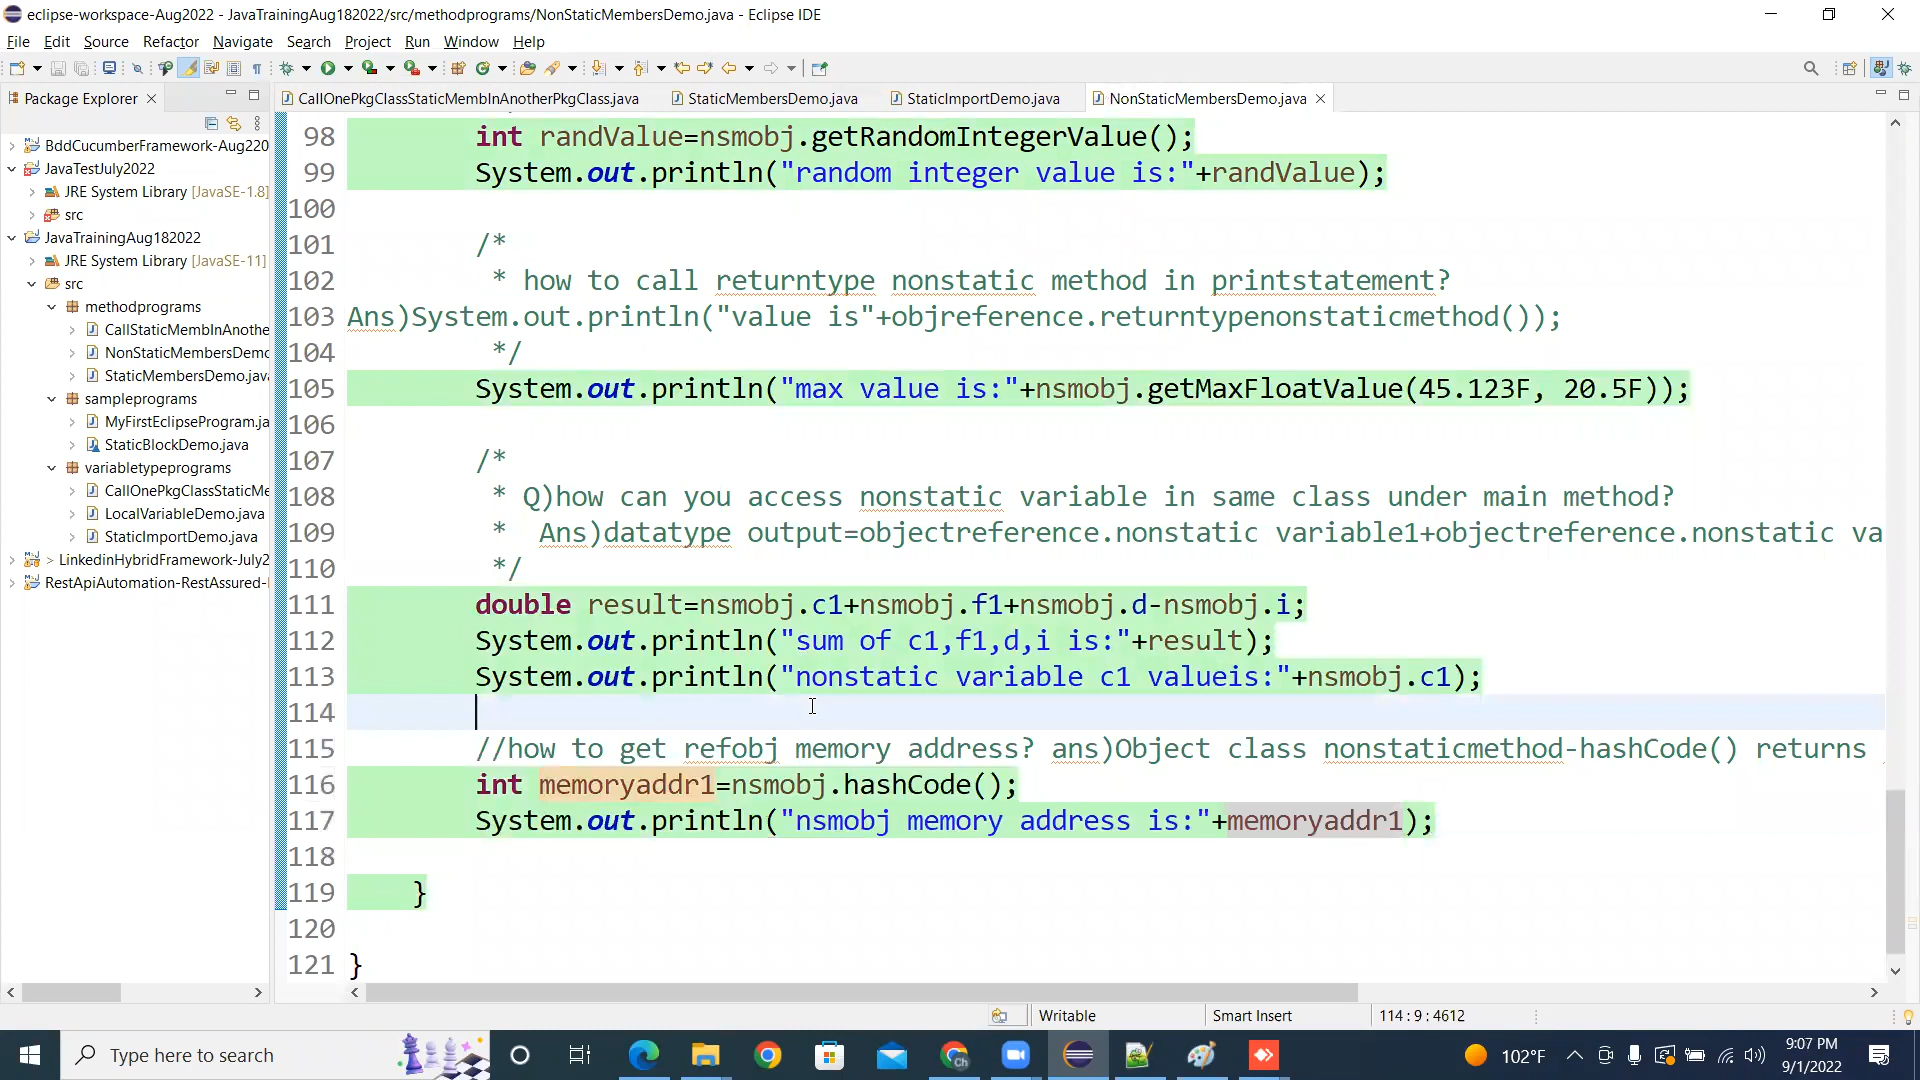 eclipse-workspace-Aug2022 - JavaTrainingAug182022/src/methodprograms/NonStaticMembersDemo.java - Eclipse IDE
File Edit Source Refactor Navigate Search Project Run Window Help
Package Explorer
CallOnePkgClassStaticMembInAnotherPkgClass.java StaticMembersDemo.java StaticImportDemo.java NonStaticMembersDemo.java
BddCucumberFramework-Aug220
JavaTestJuly2022
JRE System Library [JavaSE-1.8]
src
JavaTrainingAug182022
JRE System Library [JavaSE-11]
src
methodprograms
CallStaticMembInAnothe
NonStaticMembersDemo
StaticMembersDemo.java
sampleprograms
MyFirstEclipseProgram.ja
StaticBlockDemo.java
variabletypeprograms
CallOnePkgClassStaticMe
LocalVariableDemo.java
StaticImportDemo.java
> LinkedinHybridFramework-July2
RestApiAutomation-RestAssured-
98 int randValue=nsmobj.getRandomIntegerValue();
99 System.out.println("random integer value is:"+randValue);
100
101 /*
102 * how to call returntype nonstatic method in printstatement?
103 Ans)System.out.println("value is"+objreference.returntypenonstaticmethod());
104 */
105 System.out.println("max value is:"+nsmobj.getMaxFloatValue(45.123F, 20.5F));
106
107 /*
108 * Q)how can you access nonstatic variable in same class under main method?
109 * Ans)datatype output=objectreference.nonstatic variable1+objectreference.nonstatic va
110 */
111 double result=nsmobj.c1+nsmobj.f1+nsmobj.d-nsmobj.i;
112 System.out.println("sum of c1,f1,d,i is:"+result);
113 System.out.println("nonstatic variable c1 valueis:"+nsmobj.c1);
114
115 //how to get refobj memory address? ans)Object class nonstaticmethod-hashCode() returns
116 int memoryaddr1=nsmobj.hashCode();
117 System.out.println("nsmobj memory address is:"+memoryaddr1);
118
119 }
120
121 }
Writable Smart Insert 114 : 9 : 4612
Type here to search
102°F
9:07 PM
9/1/2022